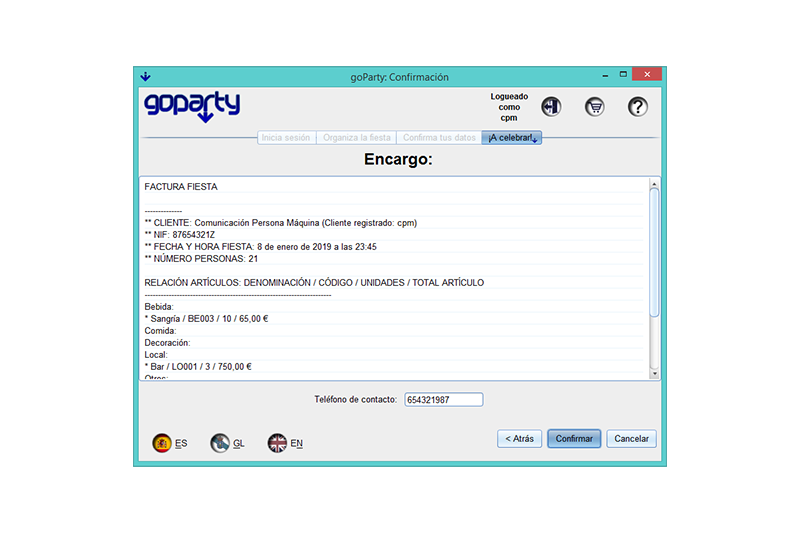 goParty: Confirmación
goparty
Logueado
como
cpm
?
Inicia sesión
Organiza la fiesta
Confirma tus datos
¡A celebrar!
Encargo:
FACTURA FIESTA
--------------
** CLIENTE: Comunicación Persona Máquina (Cliente registrado: cpm)
** NIF: 87654321Z
** FECHA Y HORA FIESTA: 8 de enero de 2019 a las 23:45
** NÚMERO PERSONAS: 21
RELACIÓN ARTÍCULOS: DENOMINACIÓN / CÓDIGO / UNIDADES / TOTAL ARTÍCULO
----------------------------------------------------------------------
Bebida:
* Sangría / BE003 / 10 / 65,00 €
Comida:
Decoración:
Local:
* Bar / LO001 / 3 / 750,00 €
Otros:
Teléfono de contacto: 654321987
ES
GL
EN
< Atrás
Confirmar
Cancelar